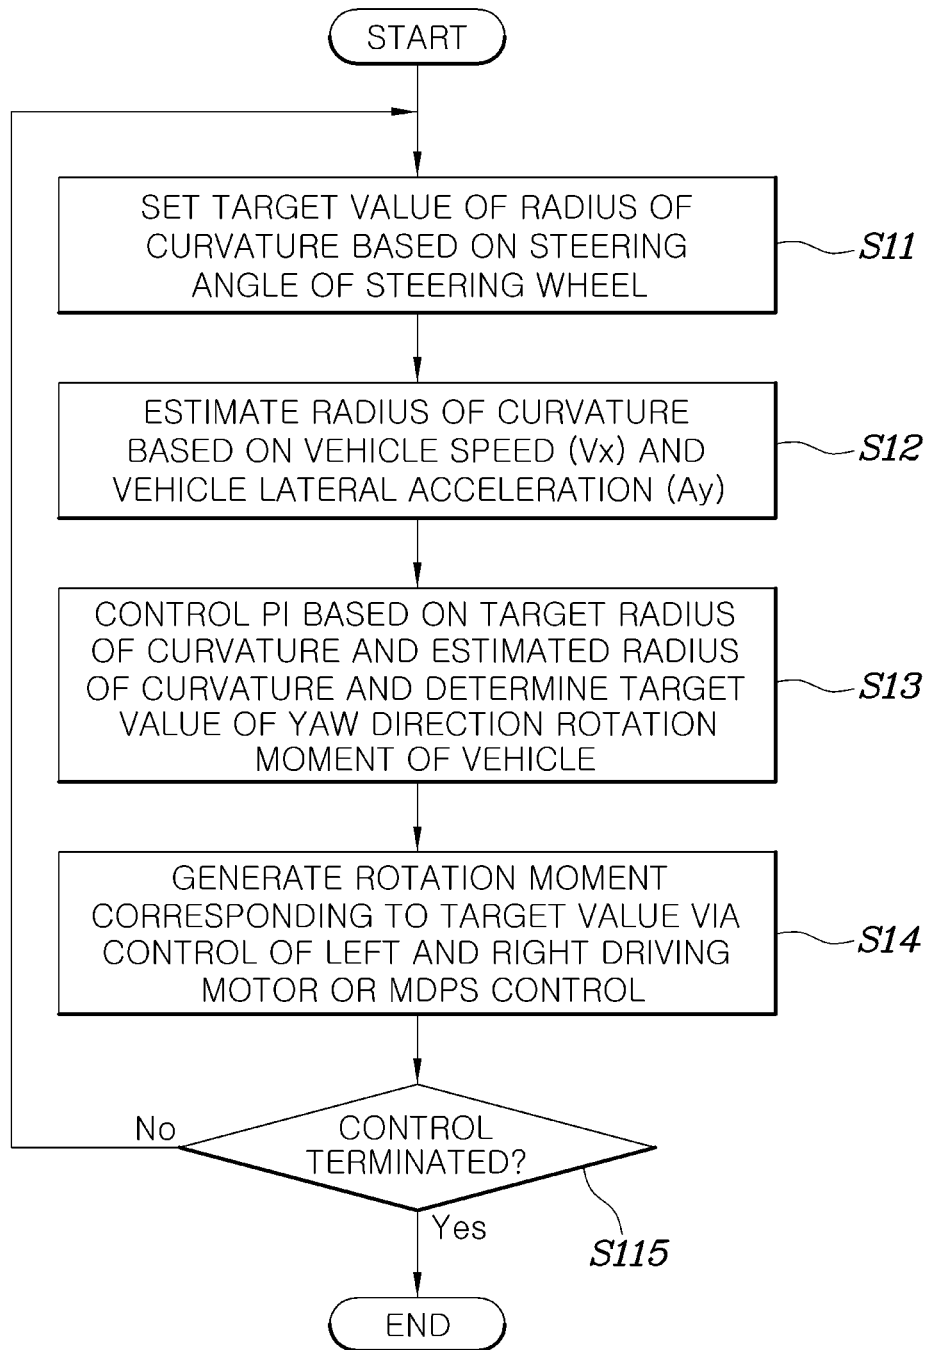 START
SET TARGET VALUE OF RADIUS OF
CURVATURE BASED ON STEERING
ANGLE OF STEERING WHEEL
S11
ESTIMATE RADIUS OF CURVATURE
BASED ON VEHICLE SPEED (Vx) AND
VEHICLE LATERAL ACCELERATION (Ay)
S12
CONTROL PI BASED ON TARGET RADIUS
OF CURVATURE AND ESTIMATED RADIUS
OF CURVATURE AND DETERMINE TARGET
VALUE OF YAW DIRECTION ROTATION
MOMENT OF VEHICLE
S13
GENERATE ROTATION MOMENT
CORRESPONDING TO TARGET VALUE VIA
CONTROL OF LEFT AND RIGHT DRIVING
MOTOR OR MDPS CONTROL
S14
No
CONTROL
TERMINATED?
Yes
S115
END